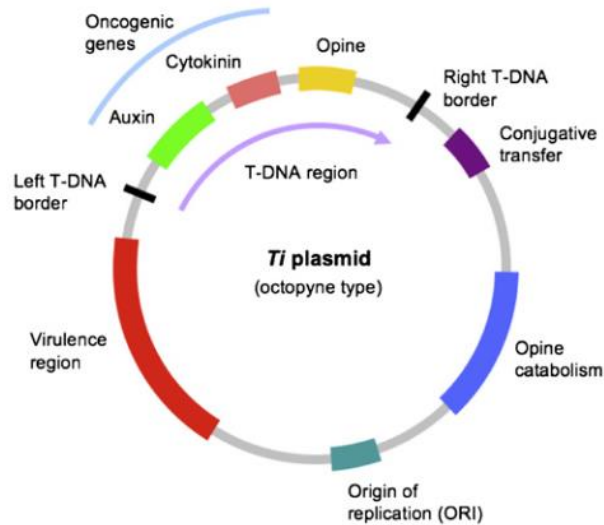 Oncogenic
genes
Cytokinin
Opine
Right T-DNA
border
Auxin
Conjugative
transfer
T-DNA region
Left T-DNA
border
Ti plasmid
(octopyne type)
Virulence
region
Opine
catabolism
Origin of
replication (ORI)